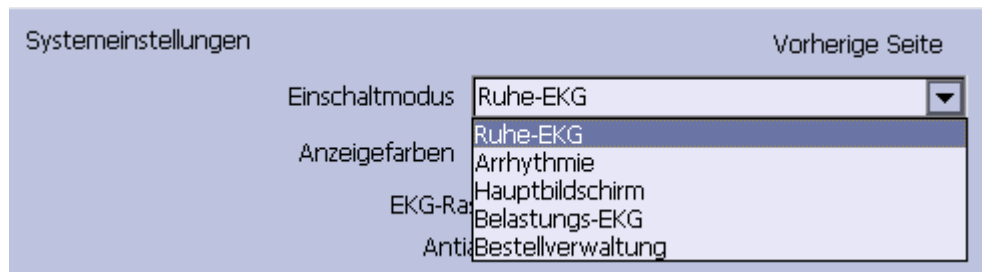 Systemeinstellungen
Vorherige Seite
Einschaltmodus Ruhe-EKG
Ruhe-EKG
Anzeigefarben
Arrhythmie
Hauptbildschirm
Belastungs-EKG
Bestellverwaltung